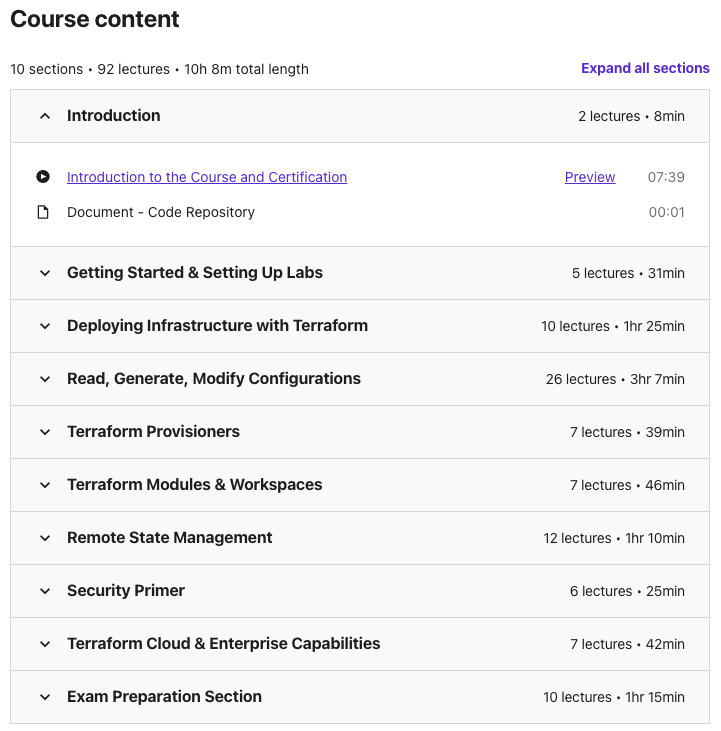 Course content
10 sections • 92 lectures • 10h 8m total length Expand all sections
Introduction 2 lectures • 8min
Introduction to the Course and Certification Preview 07:39
Document - Code Repository 00:01
Getting Started & Setting Up Labs 5 lectures • 31min
Deploying Infrastructure with Terraform 10 lectures • 1hr 25min
Read, Generate, Modify Configurations 26 lectures • 3hr 7min
Terraform Provisioners 7 lectures • 39min
Terraform Modules & Workspaces 7 lectures • 46min
Remote State Management 12 lectures • 1hr 10min
Security Primer 6 lectures • 25min
Terraform Cloud & Enterprise Capabilities 7 lectures • 42min
Exam Preparation Section 10 lectures • 1hr 15min